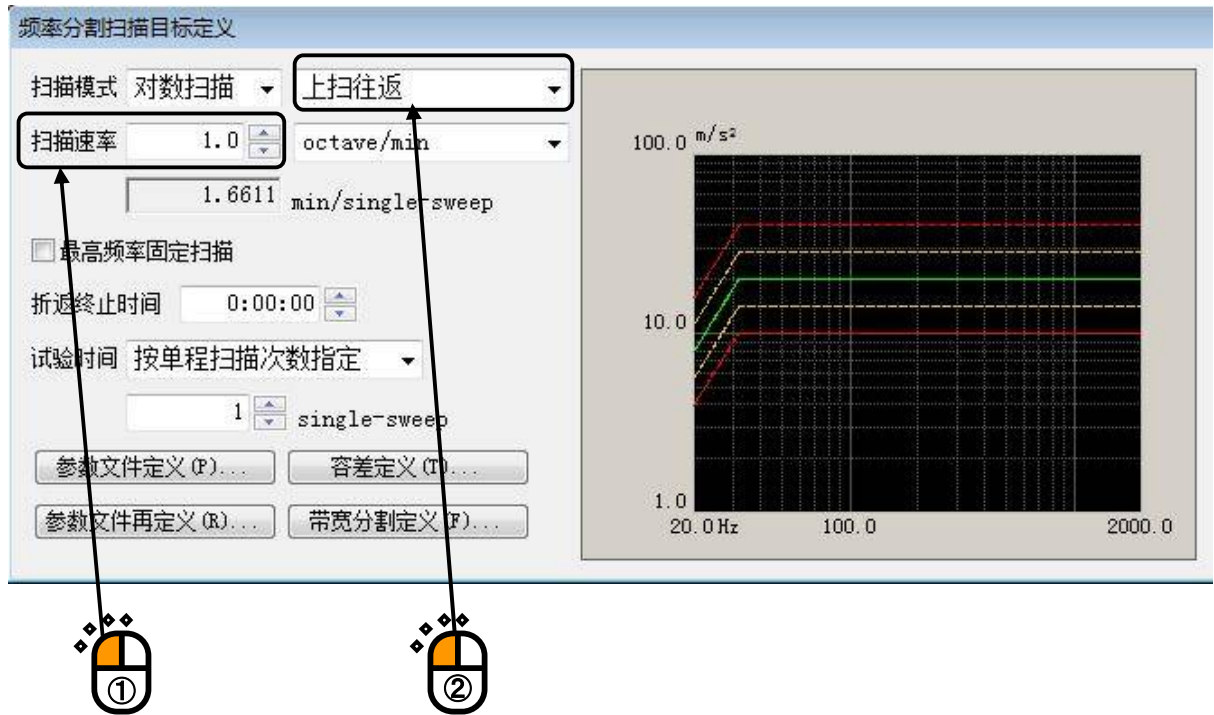 频率分割扫描目标定义
扫描模式 对数扫描 上扫往返
扫描速率 1.0 octave/min
1.6611 min/single-sweep
最高频率固定扫描
折返终止时间 0:00:00
试验时间 按单程扫描次数指定
1 single-sweep
参数文件定义(P)... 容差定义(T)...
参数文件再定义(R)... 带宽分割定义(F)...
100.0 m/s²
10.0
1.0
20.0Hz 100.0 2000.0
① ②